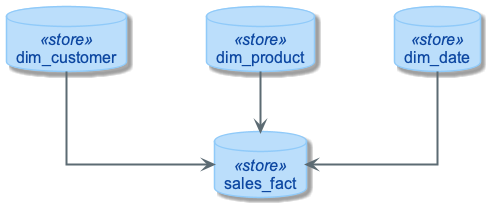 «store»
dim_customer
«store»
dim_product
«store»
dim_date
«store»
sales_fact